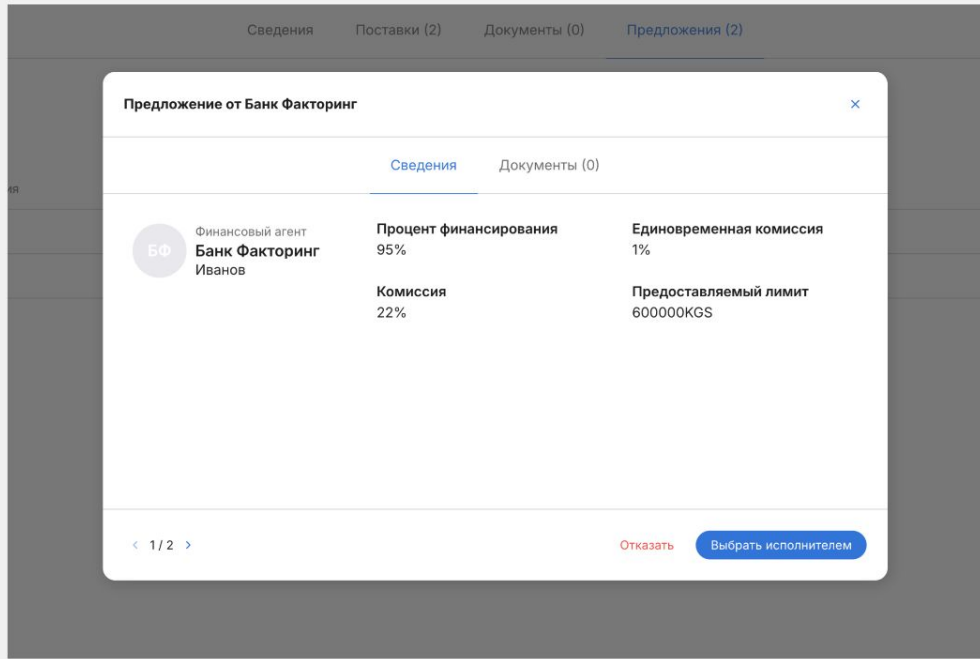 Сведения Поставки (2) Документы (0) Предложения (2)
Предложение от Банк Факторинг ×
Сведения Документы (0)
ия
БФ
Финансовый агент
Банк Факторинг
Иванов
Процент финансирования
95%
Единовременная комиссия
1%
Комиссия
22%
Предоставляемый лимит
600000KGS
< 1 / 2 > Отказать Выбрать исполнителем